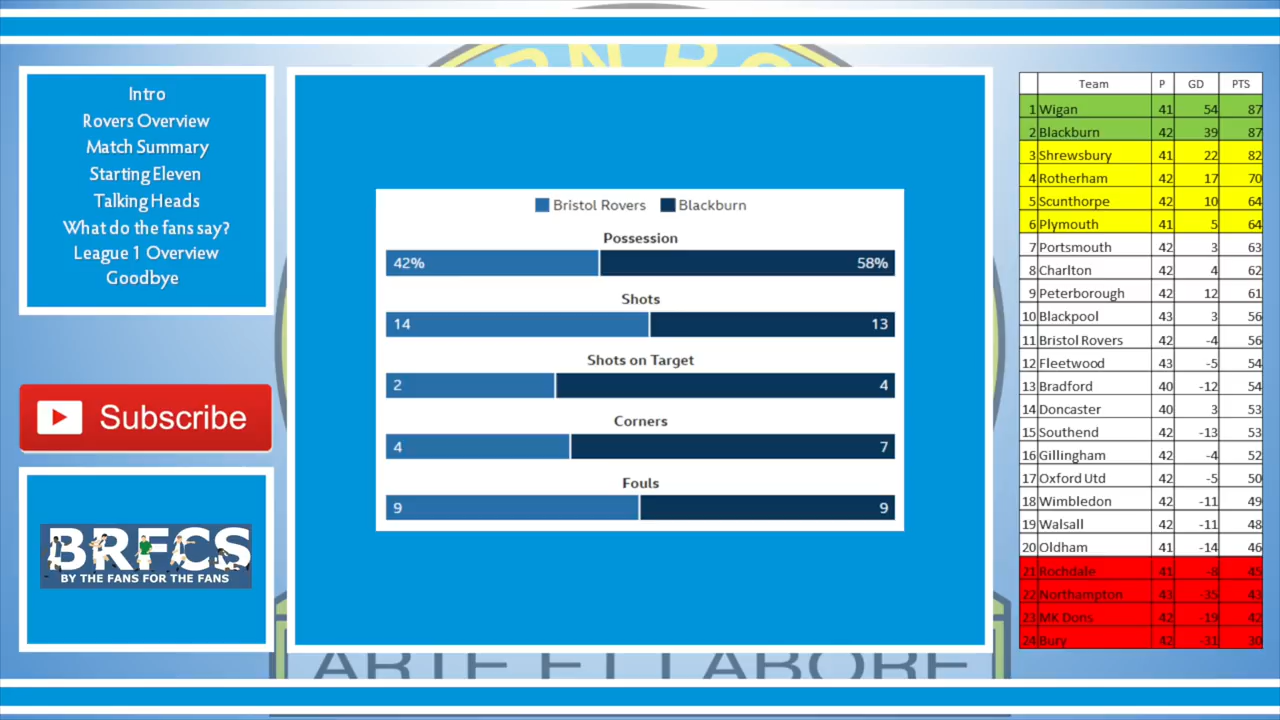 Intro
Rovers Overview
Match Summary
Starting Eleven
Talking Heads
What do the fans say?
League 1 Overview
Goodbye
Subscribe
BRFCS
BY THE FANS FOR THE FANS
RN RO
Bristol Rovers Blackburn
Possession
42% 58%
Shots
14 13
Shots on Target
2 4
Corners
4 7
Fouls
9 9
ARTE ET LABORE
Team P GD PTS
1 Wigan 41 54 87
2 Blackburn 42 39 87
3 Shrewsbury 41 22 82
4 Rotherham 42 17 70
5 Scunthorpe 42 10 64
6 Plymouth 41 5 64
7 Portsmouth 42 3 63
8 Charlton 42 4 62
9 Peterborough 42 12 61
10 Blackpool 43 3 56
11 Bristol Rovers 42 -4 56
12 Fleetwood 43 -5 54
13 Bradford 40 -12 54
14 Doncaster 40 3 53
15 Southend 42 -13 53
16 Gillingham 42 -4 52
17 Oxford Utd 42 -5 50
18 Wimbledon 42 -11 49
19 Walsall 42 -11 48
20 Oldham 41 -14 46
21 Rochdale 41 -8 45
22 Northampton 43 -35 43
23 MK Dons 42 -19 42
24 Bury 42 -31 30